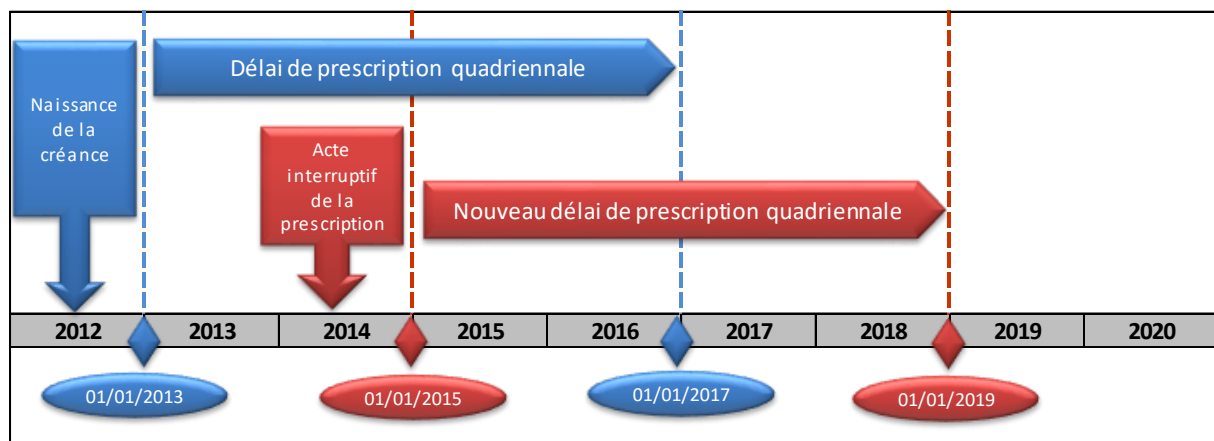 Délai de prescription quadriennale
Naissance
de la
créance
Acte
interruptif
de la
prescription
Nouveau délai de prescription quadriennale
2012 2013 2014 2015 2016 2017 2018 2019 2020
01/01/2013 01/01/2015 01/01/2017 01/01/2019